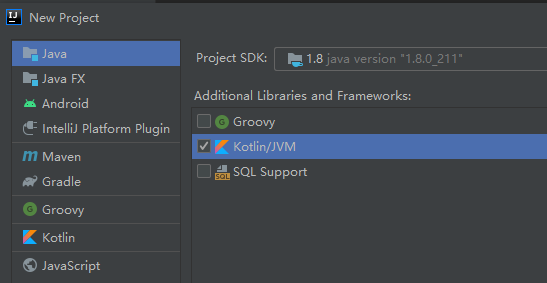 New Project
Java
Java FX
Android
IntelliJ Platform Plugin
Maven
Gradle
Groovy
Kotlin
JavaScript
Project SDK: 1.8 java version "1.8.0_211"
Additional Libraries and Frameworks:
Groovy
Kotlin/JVM
SQL Support